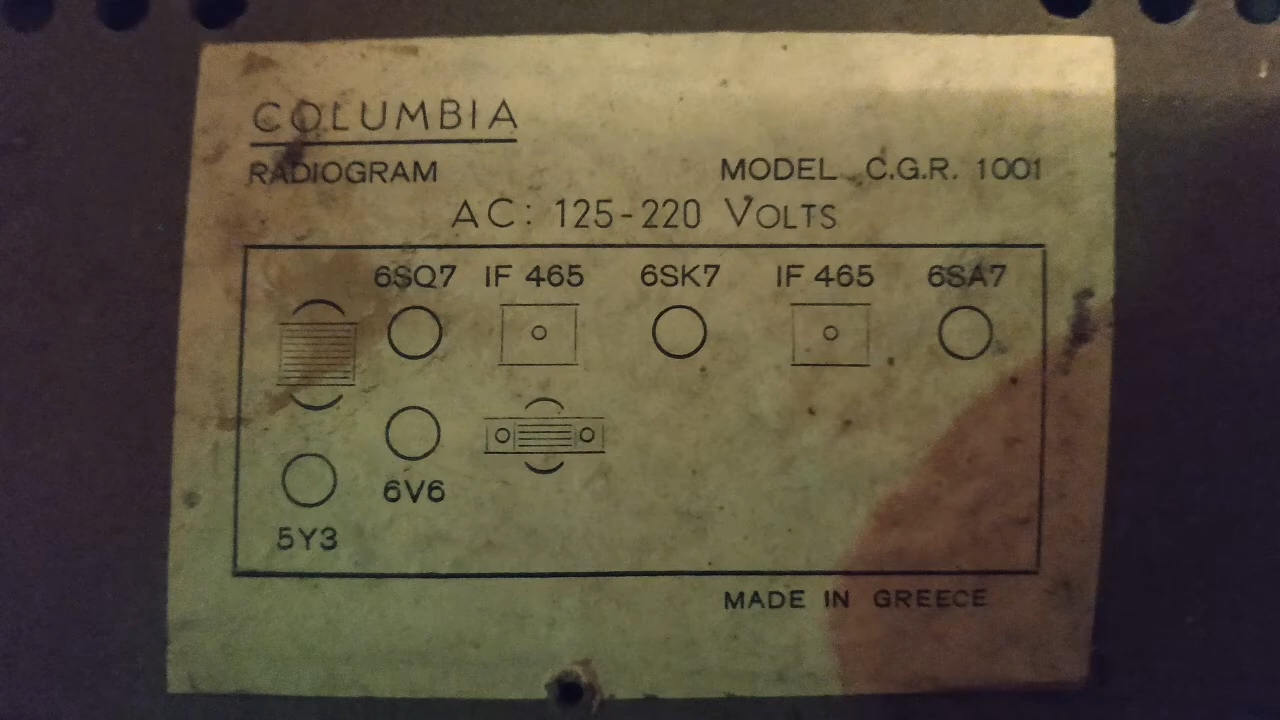 COLUMBIA
RADIOGRAM MODEL C.G.R. 1001
AC: 125-220 VOLTS
6SQ7 IF 465 6SK7 IF 465 6SA7
6V6
5Y3
MADE IN GREECE